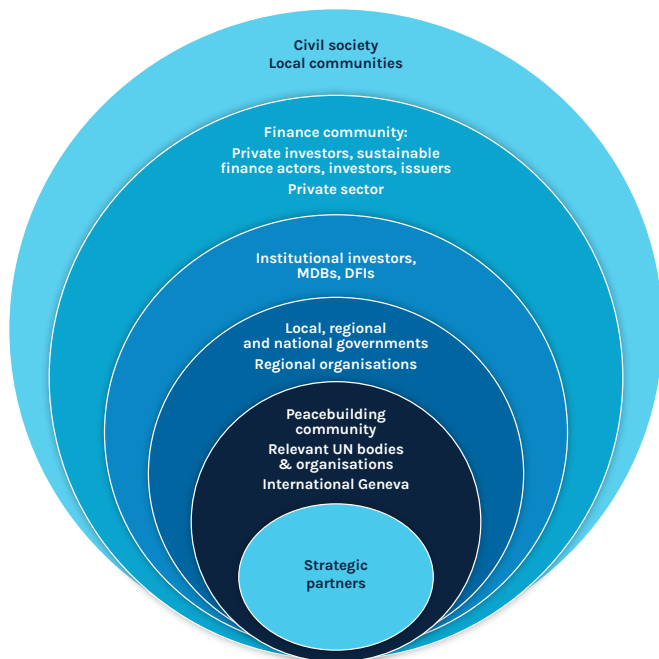 Civil society
Local communities
Finance community:
Private investors, sustainable
finance actors, investors, issuers
Private sector
Institutional investors,
MDBs, DFIs
Local, regional
and national governments
Regional organisations
Peacebuilding
community
Relevant UN bodies
& organisations
International Geneva
Strategic
partners